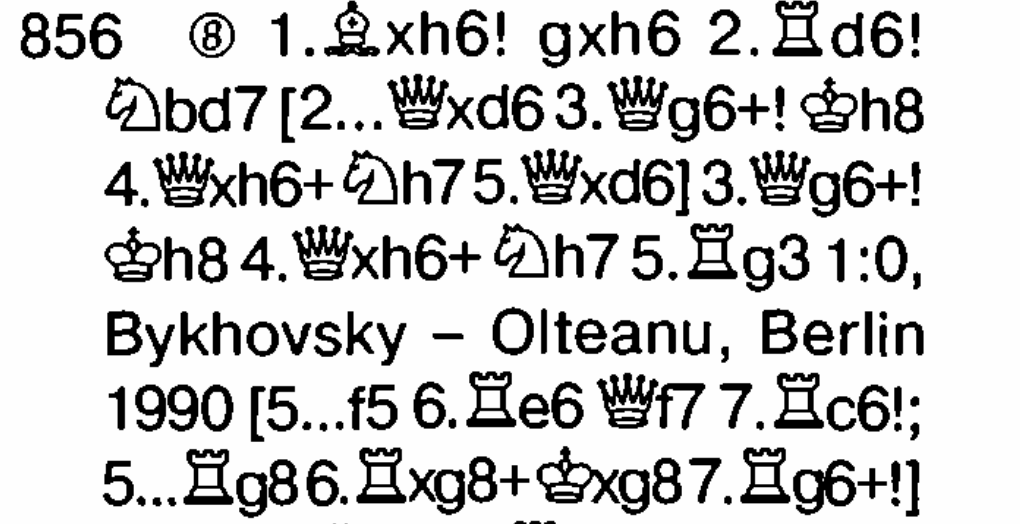 856 ⑧ 1.♗xh6! gxh6 2.♖d6!
♘bd7 [2...♕xd6 3.♕g6+! ♔h8
4.♕xh6+ ♘h7 5.♕xd6] 3.♕g6+!
♔h8 4.♕xh6+ ♘h7 5.♖g3 1:0,
Bykhovsky – Olteanu, Berlin
1990 [5...f5 6.♖e6 ♕f7 7.♖c6!;
5...♖g8 6.♖xg8+ ♔xg8 7.♖g6+!]